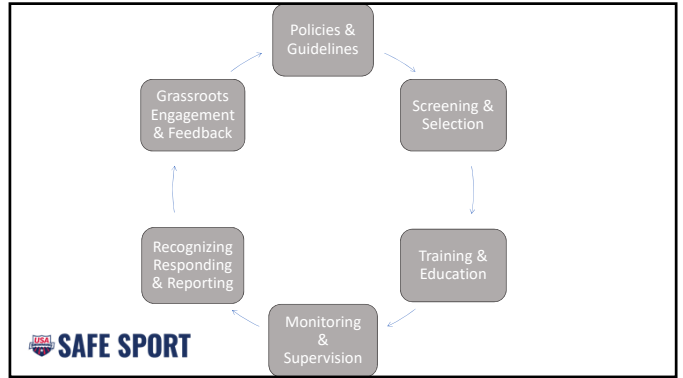 Policies &
Guidelines
Screening &
Selection
Training &
Education
Monitoring
&
Supervision
Recognizing
Responding
& Reporting
Grassroots
Engagement
& Feedback
USA
SAFE SPORT